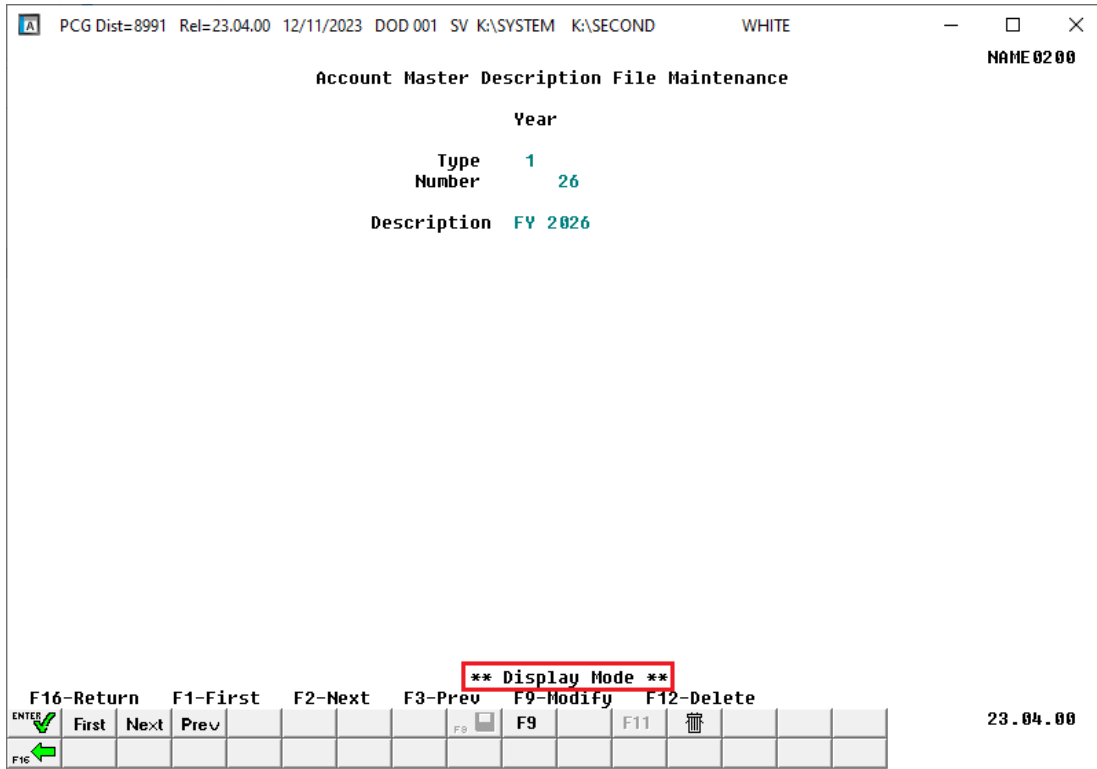 A PCG Dist=8991 Rel=23.04.00 12/11/2023 DOD 001 SV K:\SYSTEM K:\SECOND WHITE
NAME0200
Account Master Description File Maintenance
Year
Type 1
Number 26
Description FY 2026
** Display Mode **
F16-Return F1-First F2-Next F3-Prev F9-Modify F12-Delete
ENTER First Next Prev F8 F9 F11
23.04.00
F16